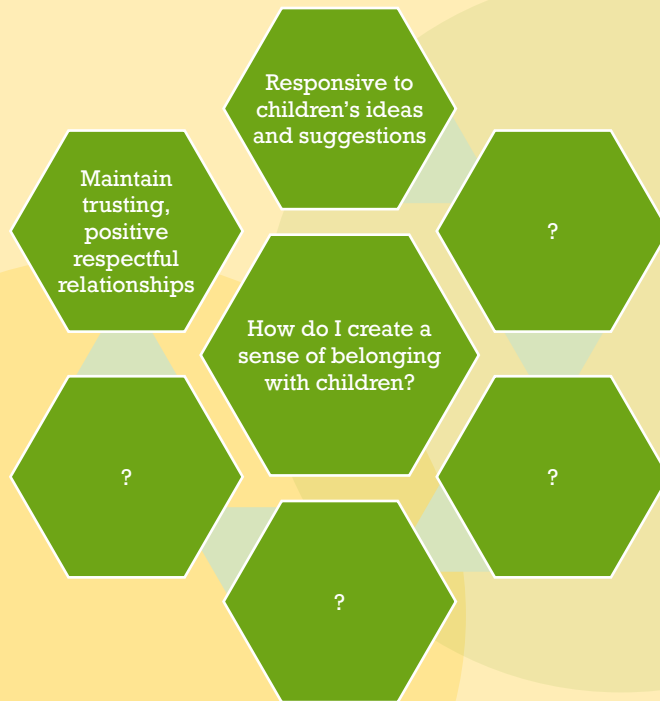 Responsive to
children’s ideas
and suggestions
Maintain
trusting,
positive
respectful
relationships
?
How do I create a
sense of belonging
with children?
?
?
?